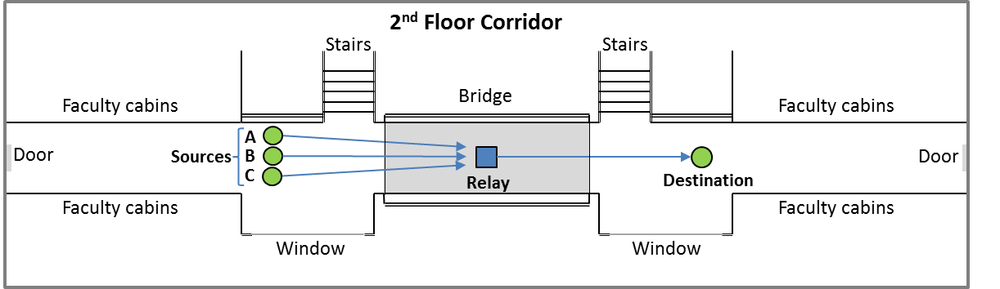 2nd Floor Corridor
Stairs
Stairs
Bridge
Faculty cabins
Faculty cabins
A
Door
Sources
B
Door
C
Relay
Destination
Faculty cabins
Faculty cabins
Window
Window